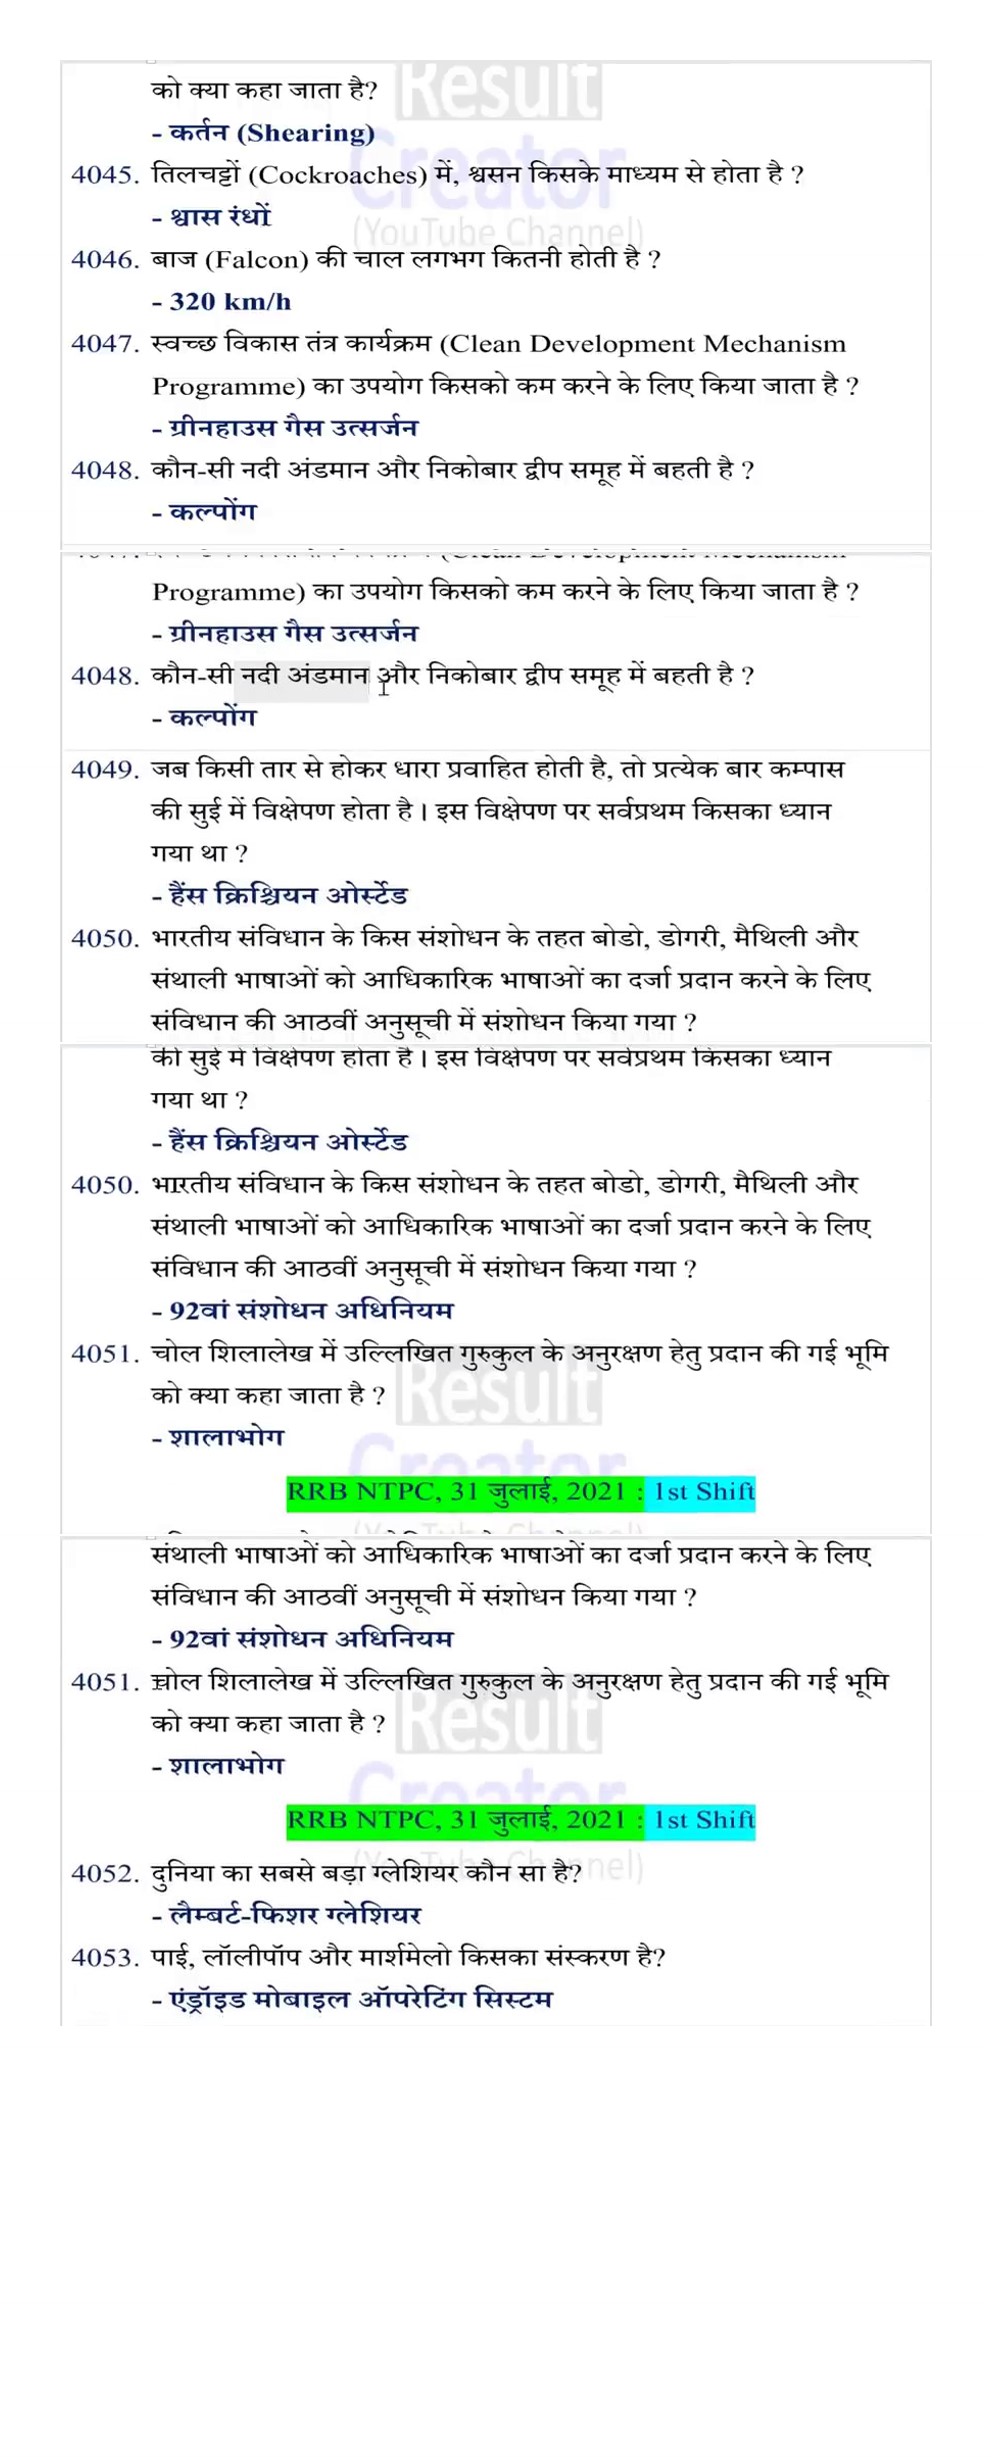 Result
को क्या कहा जाता है?
Creator
- कर्तन (Shearing)
4045. तिलचट्टों (Cockroaches) में, श्वसन किसके माध्यम से होता है ?
- श्वास रंध्रों
(YouTube Channel)
4046. बाज (Falcon) की चाल लगभग कितनी होती है ?
- 320 km/h
4047. स्वच्छ विकास तंत्र कार्यक्रम (Clean Development Mechanism
Programme) का उपयोग किसको कम करने के लिए किया जाता है ?
- ग्रीनहाउस गैस उत्सर्जन
4048. कौन-सी नदी अंडमान और निकोबार द्वीप समूह में बहती है ?
- कल्पोंग
Programme) का उपयोग किसको कम करने के लिए किया जाता है ?
- ग्रीनहाउस गैस उत्सर्जन
4048. कौन-सी नदी अंडमान और निकोबार द्वीप समूह में बहती है ?
- कल्पोंग
4049. जब किसी तार से होकर धारा प्रवाहित होती है, तो प्रत्येक बार कम्पास
की सुई में विक्षेपण होता है। इस विक्षेपण पर सर्वप्रथम किसका ध्यान
गया था ?
- हैंस क्रिश्चियन ओर्स्टेड
4050. भारतीय संविधान के किस संशोधन के तहत बोडो, डोगरी, मैथिली और
संथाली भाषाओं को आधिकारिक भाषाओं का दर्जा प्रदान करने के लिए
संविधान की आठवीं अनुसूची में संशोधन किया गया ?
की सुई में विक्षेपण होता है। इस विक्षेपण पर सर्वप्रथम किसका ध्यान
गया था ?
- हैंस क्रिश्चियन ओर्स्टेड
4050. भारतीय संविधान के किस संशोधन के तहत बोडो, डोगरी, मैथिली और
संथाली भाषाओं को आधिकारिक भाषाओं का दर्जा प्रदान करने के लिए
संविधान की आठवीं अनुसूची में संशोधन किया गया ?
- 92वां संशोधन अधिनियम
4051. चोल शिलालेख में उल्लिखित गुरुकुल के अनुरक्षण हेतु प्रदान की गई भूमि
को क्या कहा जाता है ?
Result
- शालाभोग
Creator
RRB NTPC, 31 जुलाई, 2021 : 1st Shift
संथाली भाषाओं को आधिकारिक भाषाओं का दर्जा प्रदान करने के लिए
संविधान की आठवीं अनुसूची में संशोधन किया गया ?
- 92वां संशोधन अधिनियम
4051. चोल शिलालेख में उल्लिखित गुरुकुल के अनुरक्षण हेतु प्रदान की गई भूमि
को क्या कहा जाता है ?
Result
- शालाभोग
Creator
RRB NTPC, 31 जुलाई, 2021 : 1st Shift
(YouTube Channel)
4052. दुनिया का सबसे बड़ा ग्लेशियर कौन सा है?
- लैम्बर्ट-फिशर ग्लेशियर
4053. पाई, लॉलीपॉप और मार्शमेलो किसका संस्करण है?
- एंड्रॉइड मोबाइल ऑपरेटिंग सिस्टम